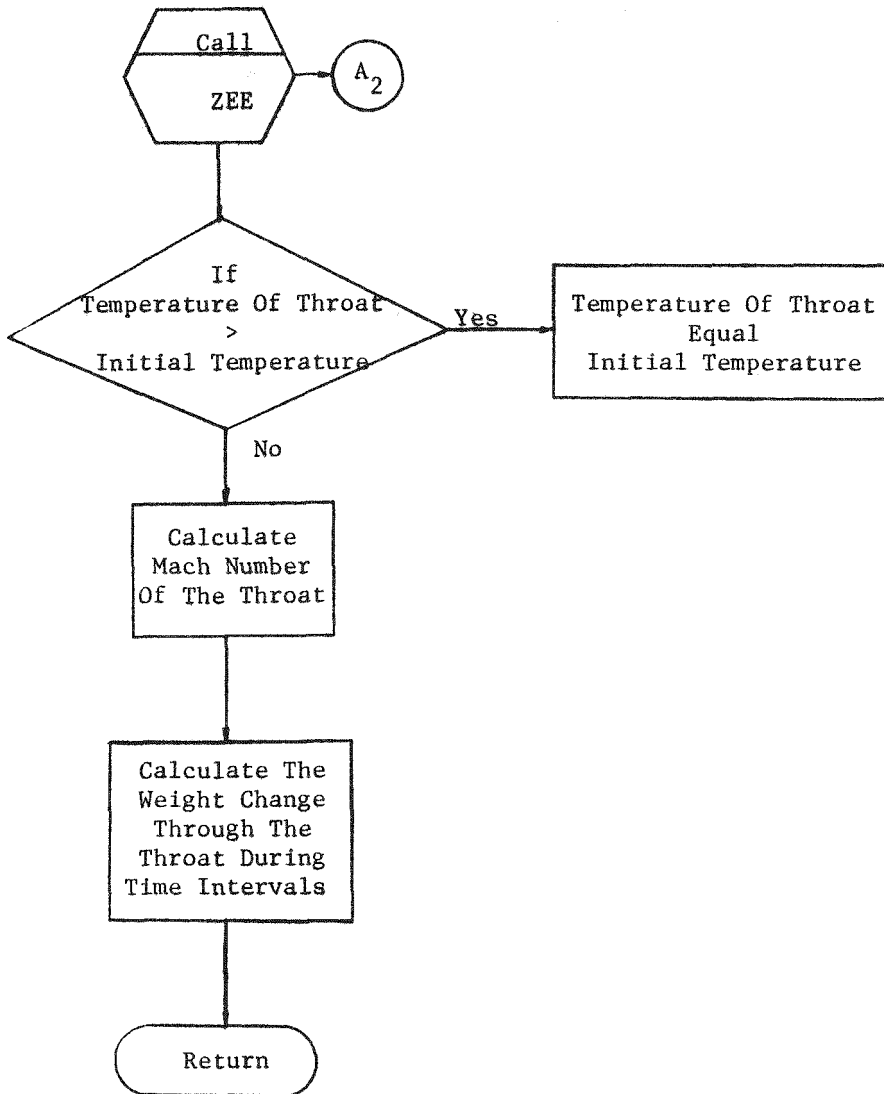 Call
ZEE
A2
If
Temperature Of Throat
>
Initial Temperature
Yes
Temperature Of Throat
Equal
Initial Temperature
No
Calculate
Mach Number
Of The Throat
Calculate The
Weight Change
Through The
Throat During
Time Intervals
Return